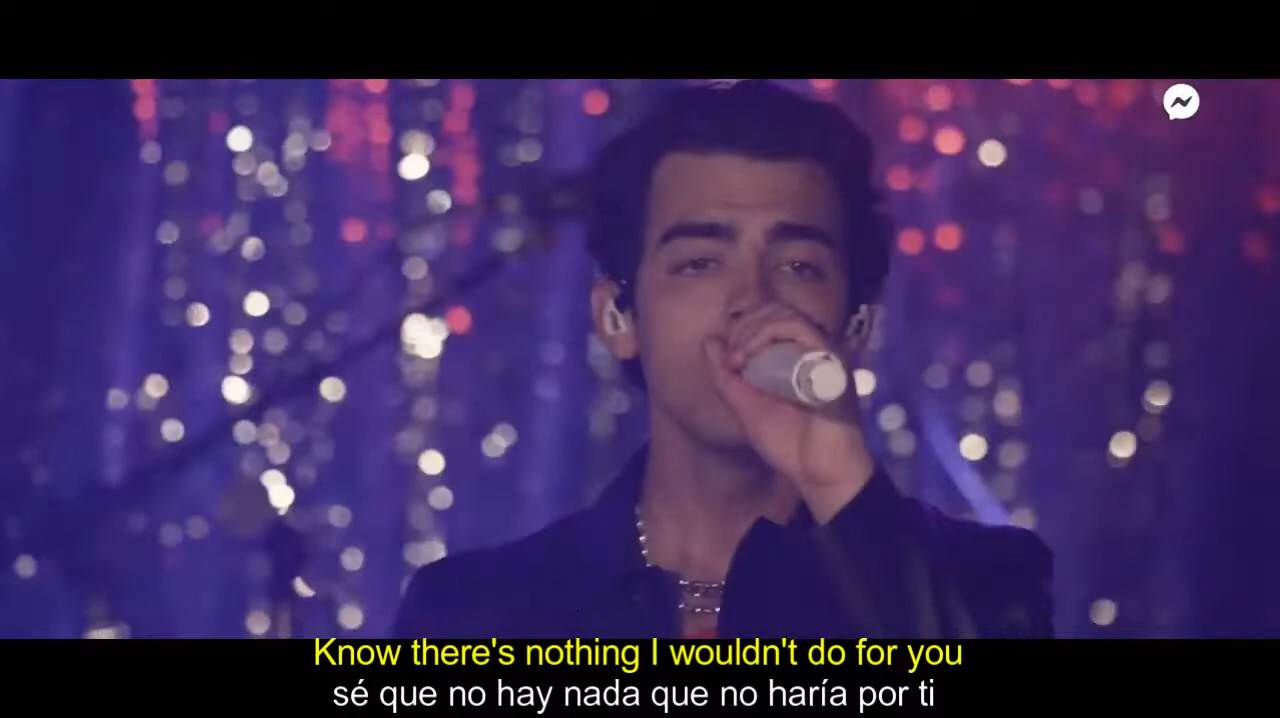 Know there's nothing I wouldn't do for you
sé que no hay nada que no haría por ti